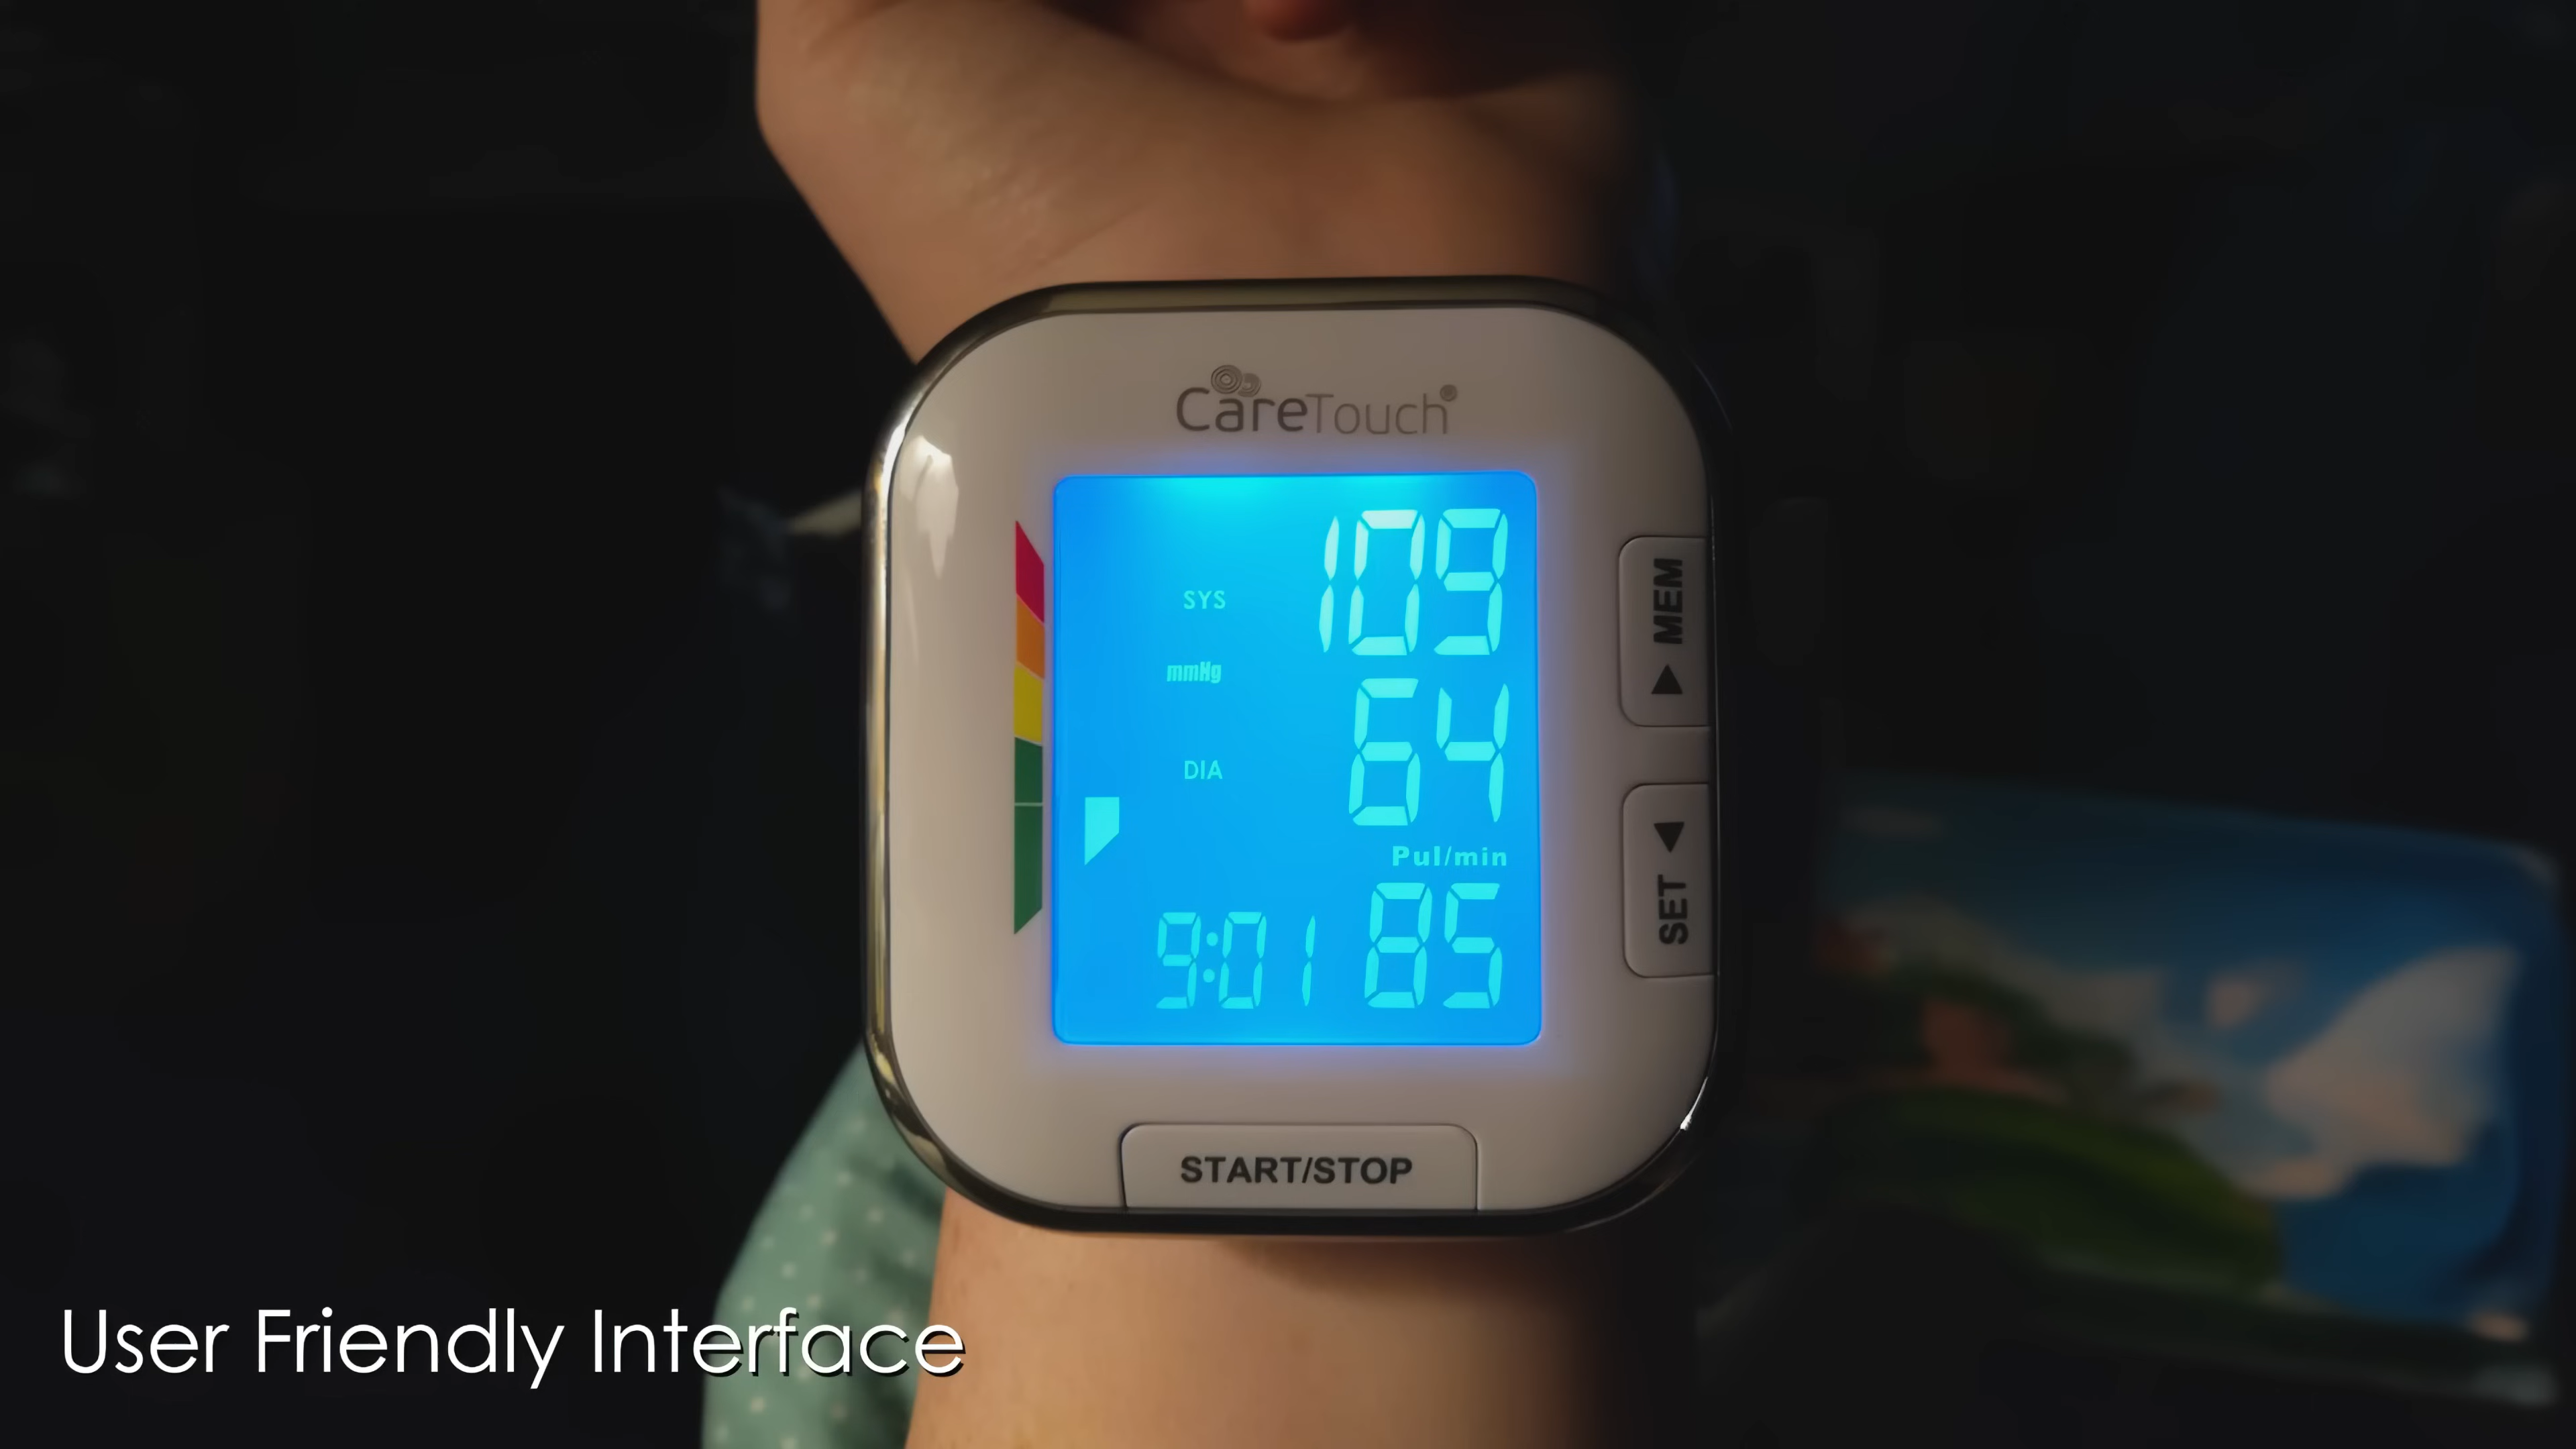 CareTouch
SYS 109
mmHg
DIA 64
Pul/min
9:01 85
▲ MEM
SET ▼
START/STOP
User Friendly Interface